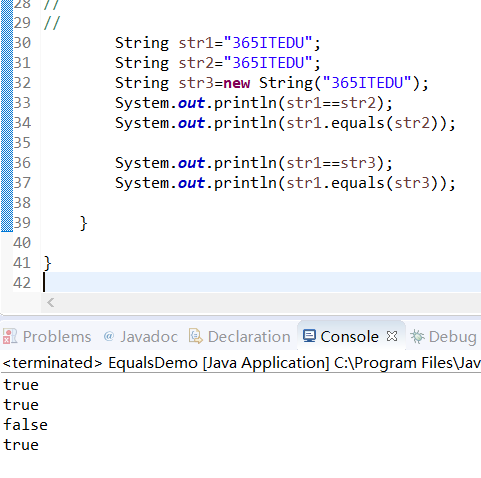 28 //
29 //
30 String str1="365ITEDU";
31 String str2="365ITEDU";
32 String str3=new String("365ITEDU");
33 System.out.println(str1==str2);
34 System.out.println(str1.equals(str2));
35
36 System.out.println(str1==str3);
37 System.out.println(str1.equals(str3));
38
39 }
40
41 }
42
Problems @ Javadoc Declaration Console Debug
<terminated> EqualsDemo [Java Application] C:\Program Files\Jav
true
true
false
true